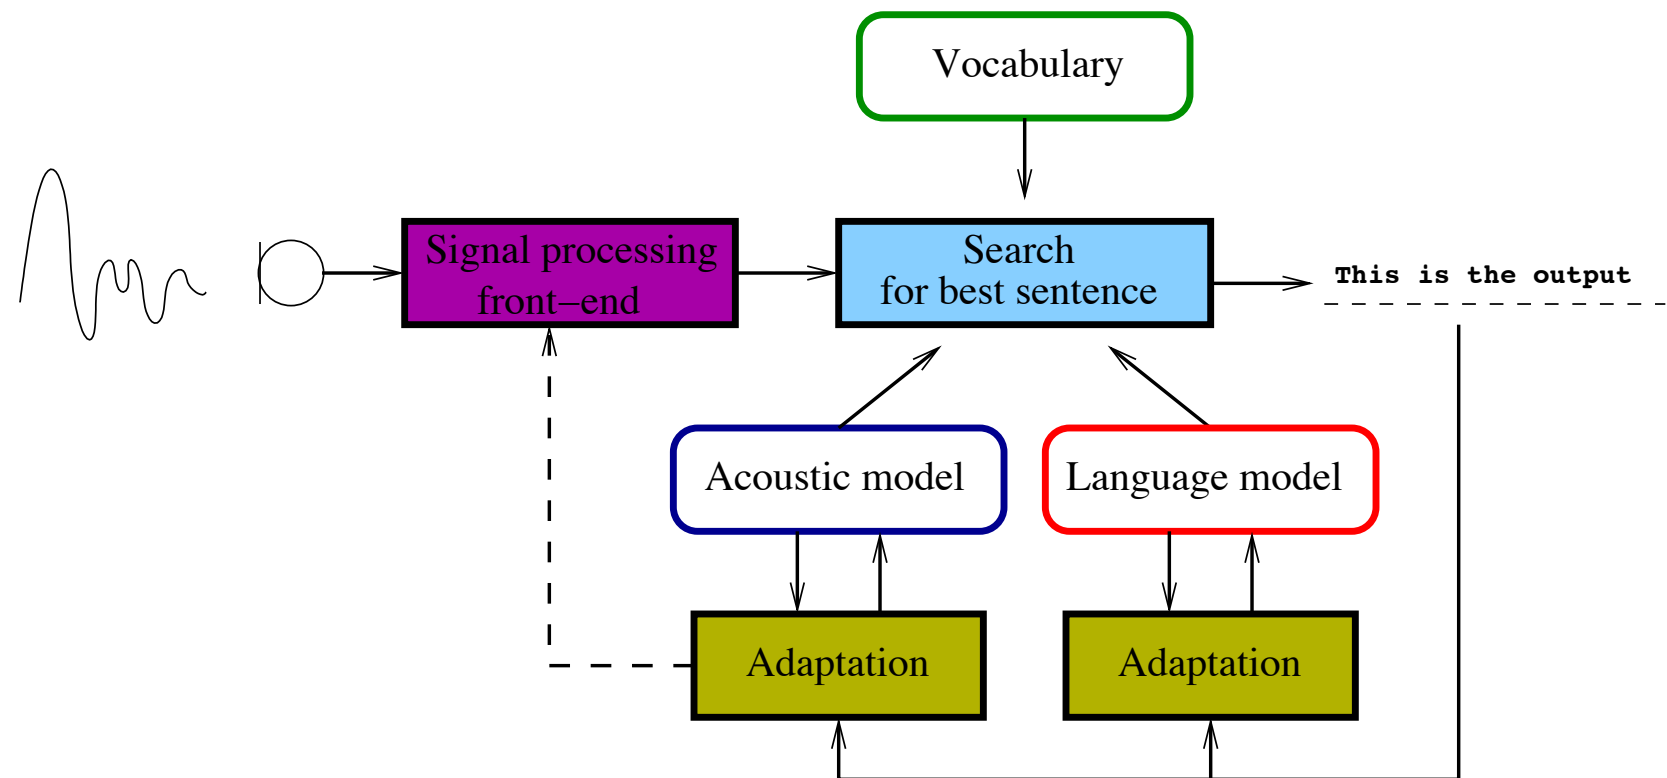 Vocabulary
Signal processing
front–end
Search
for best sentence
This is the output
Acoustic model
Language model
Adaptation
Adaptation